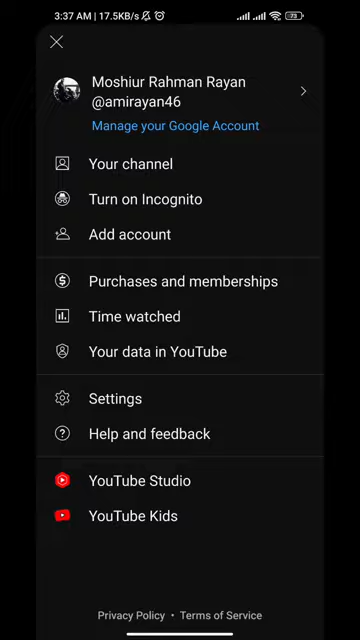 3:37 AM | 17.5KB/s
73
Moshiur Rahman Rayan
@amirayan46
Manage your Google Account
Your channel
Turn on Incognito
Add account
Purchases and memberships
Time watched
Your data in YouTube
Settings
Help and feedback
YouTube Studio
YouTube Kids
Privacy Policy • Terms of Service